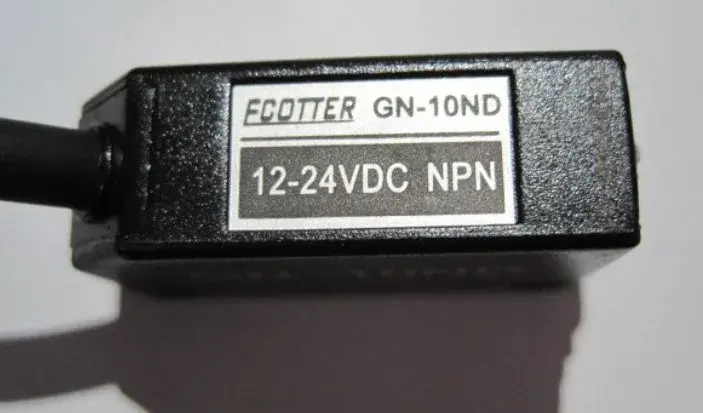 FCOTTER GN-10ND
12-24VDC NPN